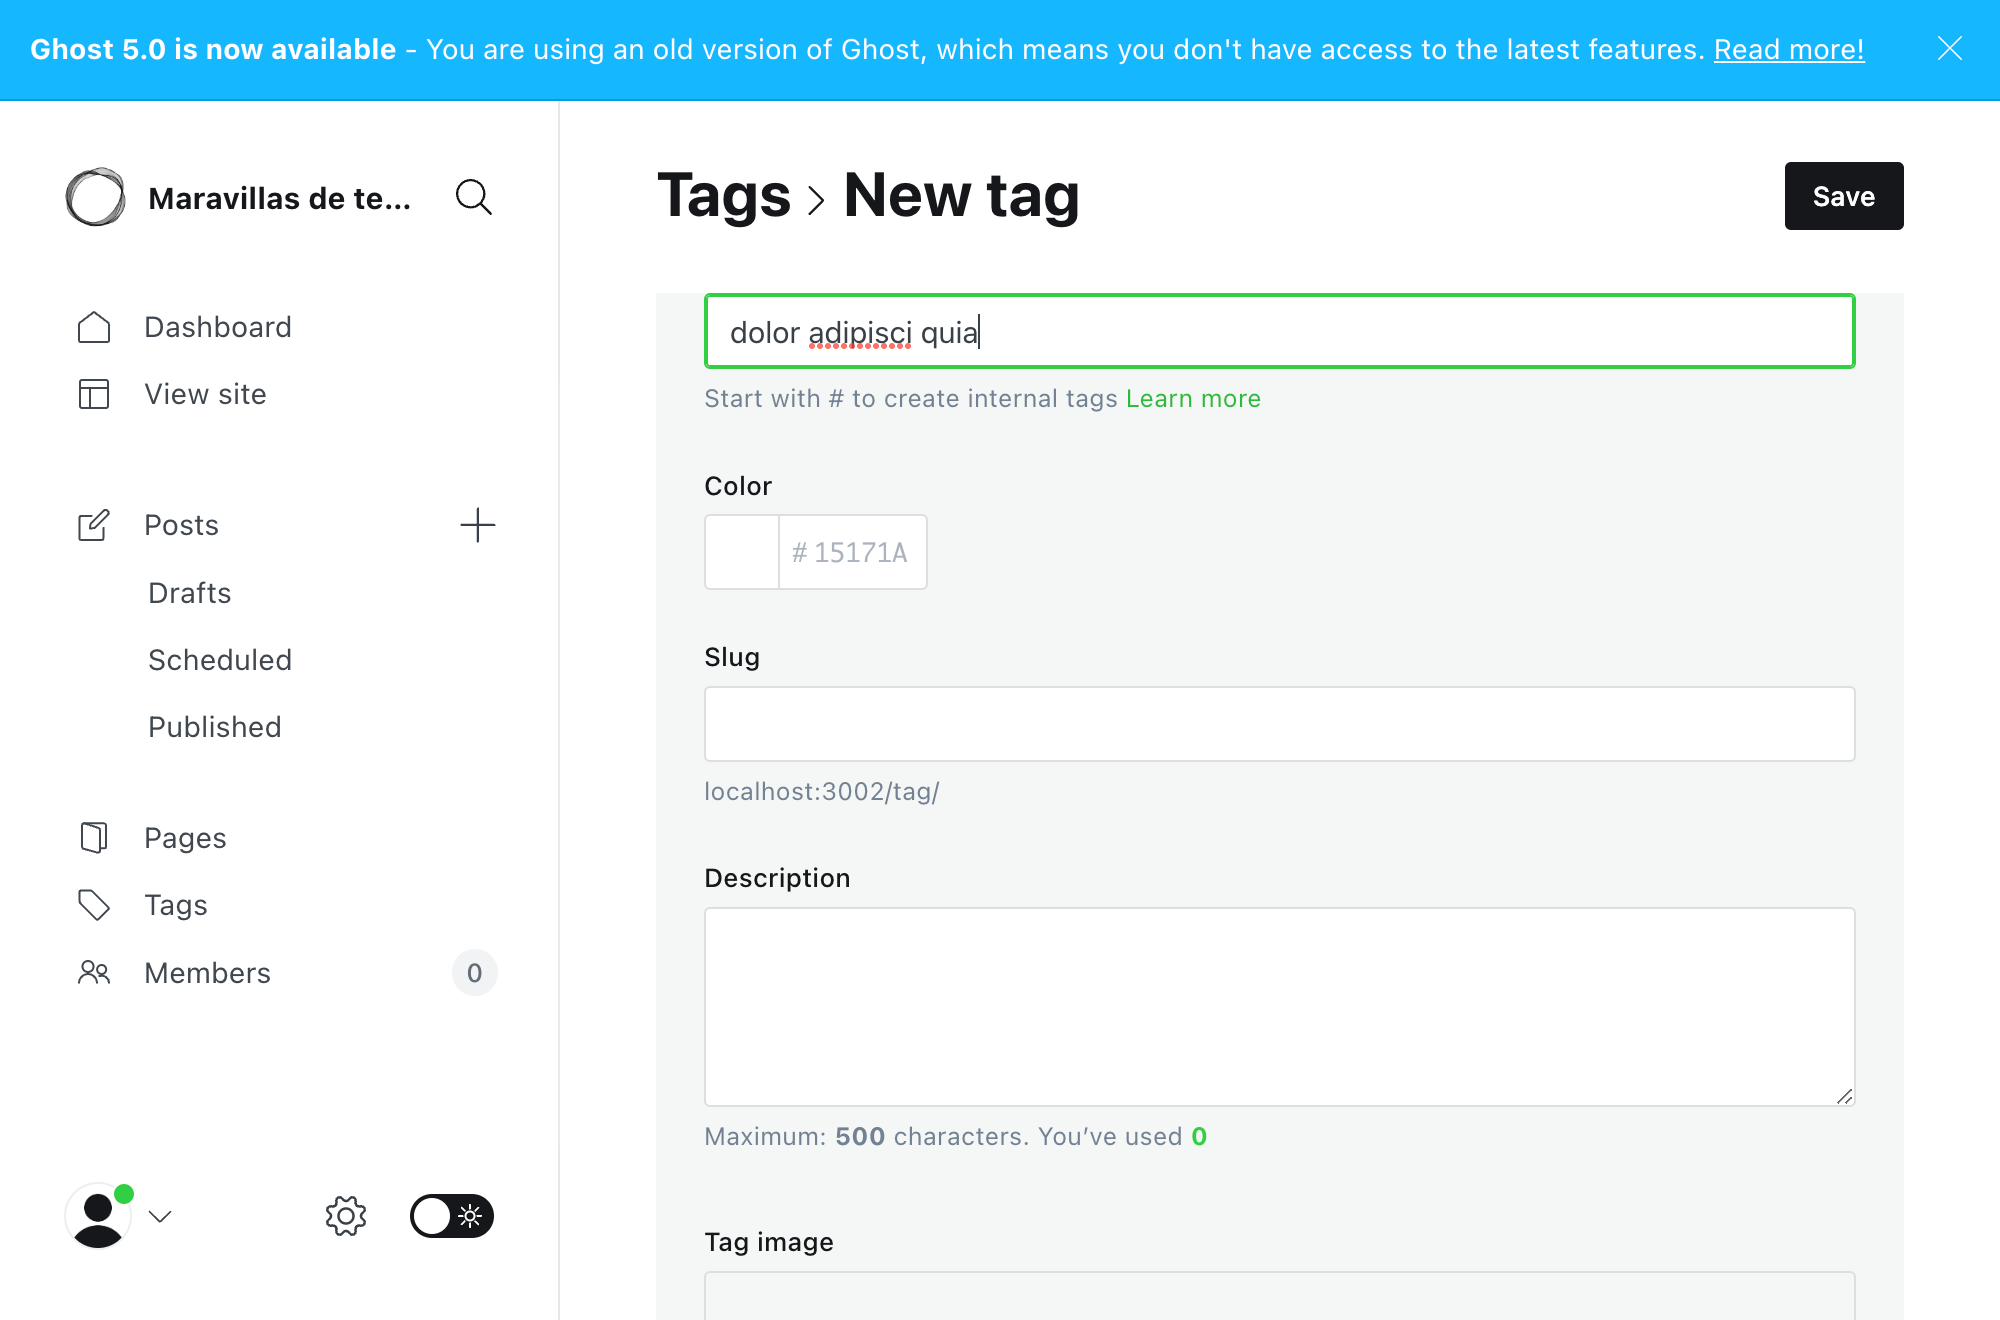 Ghost 5.0 is now available - You are using an old version of Ghost, which means you don't have access to the latest features. Read more!
Maravillas de te...
Dashboard
View site
Posts
Drafts
Scheduled
Published
Pages
Tags
Members
0
Tags > New tag
Save
dolor adipisci quia
Start with # to create internal tags Learn more
Color
# 15171A
Slug
localhost:3002/tag/
Description
Maximum: 500 characters. You’ve used 0
Tag image